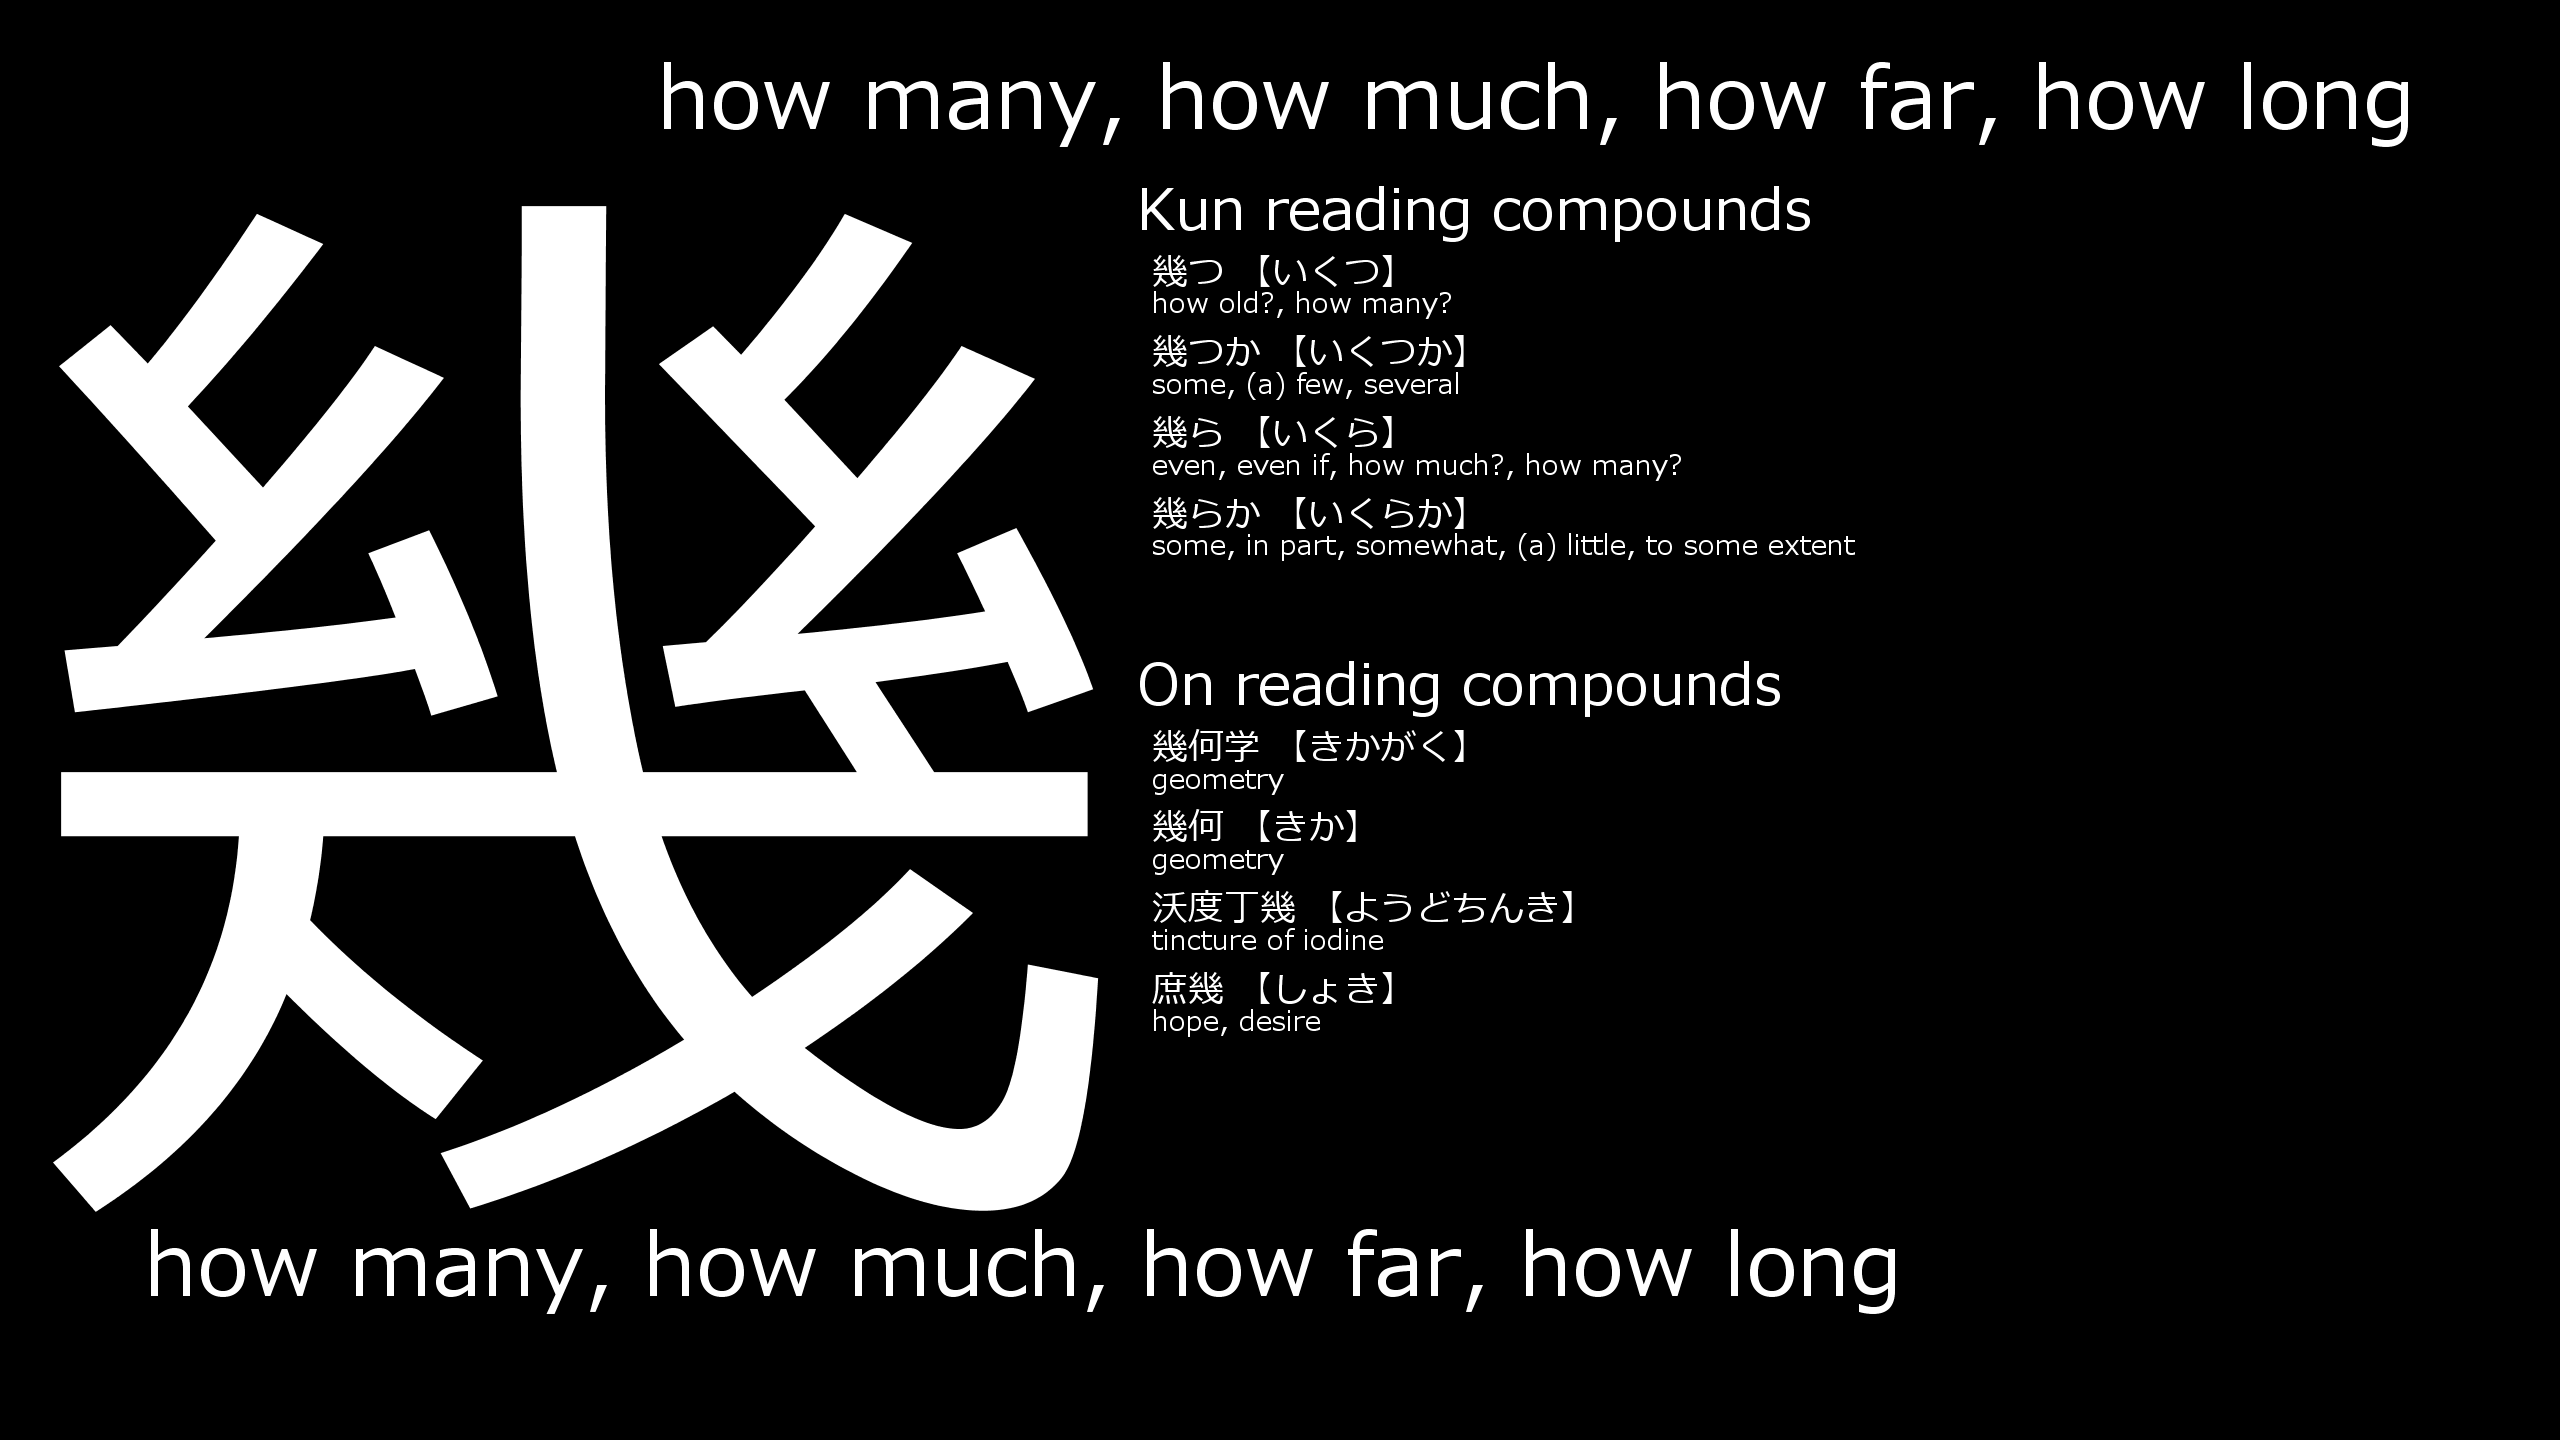 how many, how much, how far, how long
幾
Kun reading compounds
幾つ 【いくつ】
how old?, how many?
幾つか 【いくつか】
some, (a) few, several
幾ら 【いくら】
even, even if, how much?, how many?
幾らか 【いくらか】
some, in part, somewhat, (a) little, to some extent
On reading compounds
幾何学 【きかがく】
geometry
幾何 【きか】
geometry
沃度丁幾 【ようどちんき】
tincture of iodine
庶幾 【しょき】
hope, desire
how many, how much, how far, how long